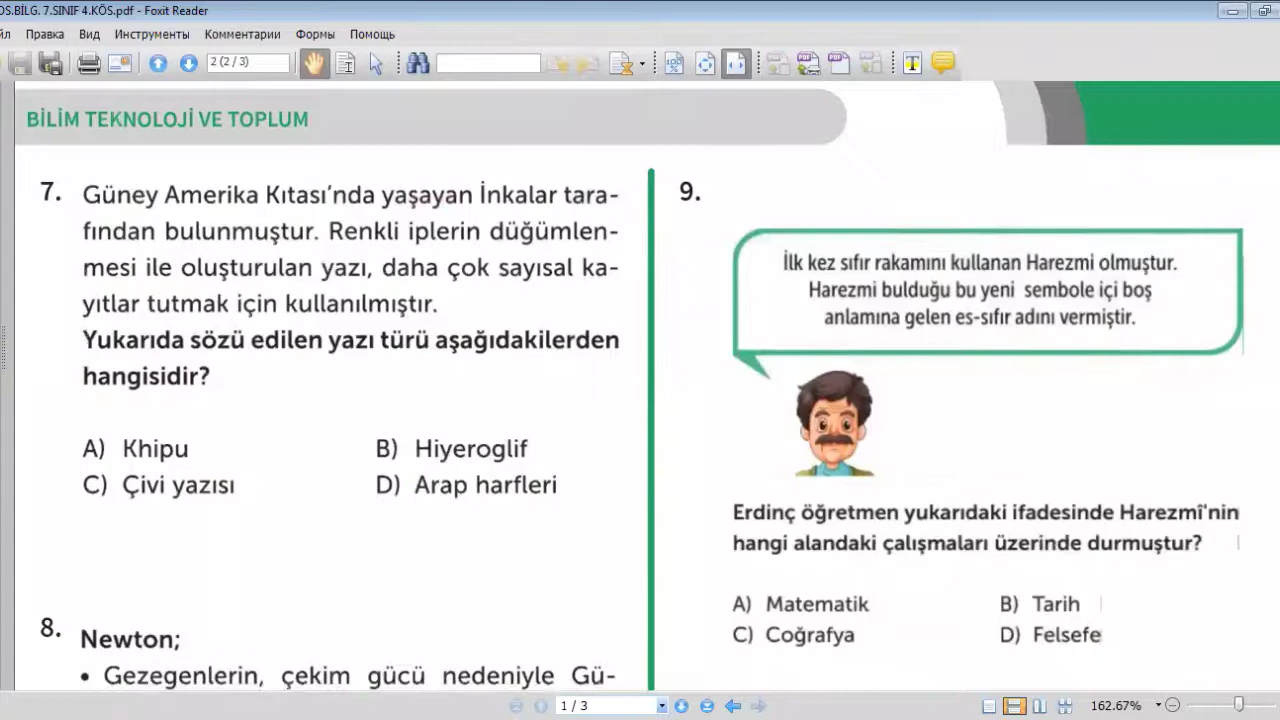 OS.BİLG. 7.SINIF 4.KÖS.pdf - Foxit Reader
йл Правка Вид Инструменты Комментарии Формы Помощь
2 (2 / 3)
BİLİM TEKNOLOJİ VE TOPLUM
7. Güney Amerika Kıtası’nda yaşayan İnkalar tara-
fından bulunmuştur. Renkli iplerin düğümlen-
mesi ile oluşturulan yazı, daha çok sayısal ka-
yıtlar tutmak için kullanılmıştır.
Yukarıda sözü edilen yazı türü aşağıdakilerden
hangisidir?
A) Khipu B) Hiyeroglif
C) Çivi yazısı D) Arap harfleri
8. Newton;
• Gezegenlerin, çekim gücü nedeniyle Gü-
9.
İlk kez sıfır rakamını kullanan Harezmi olmuştur.
Harezmi bulduğu bu yeni sembole içi boş
anlamına gelen es-sıfır adını vermiştir.
Erdinç öğretmen yukarıdaki ifadesinde Harezmî'nin
hangi alandaki çalışmaları üzerinde durmuştur?
A) Matematik B) Tarih
C) Coğrafya D) Felsefe
1 / 3
162.67%